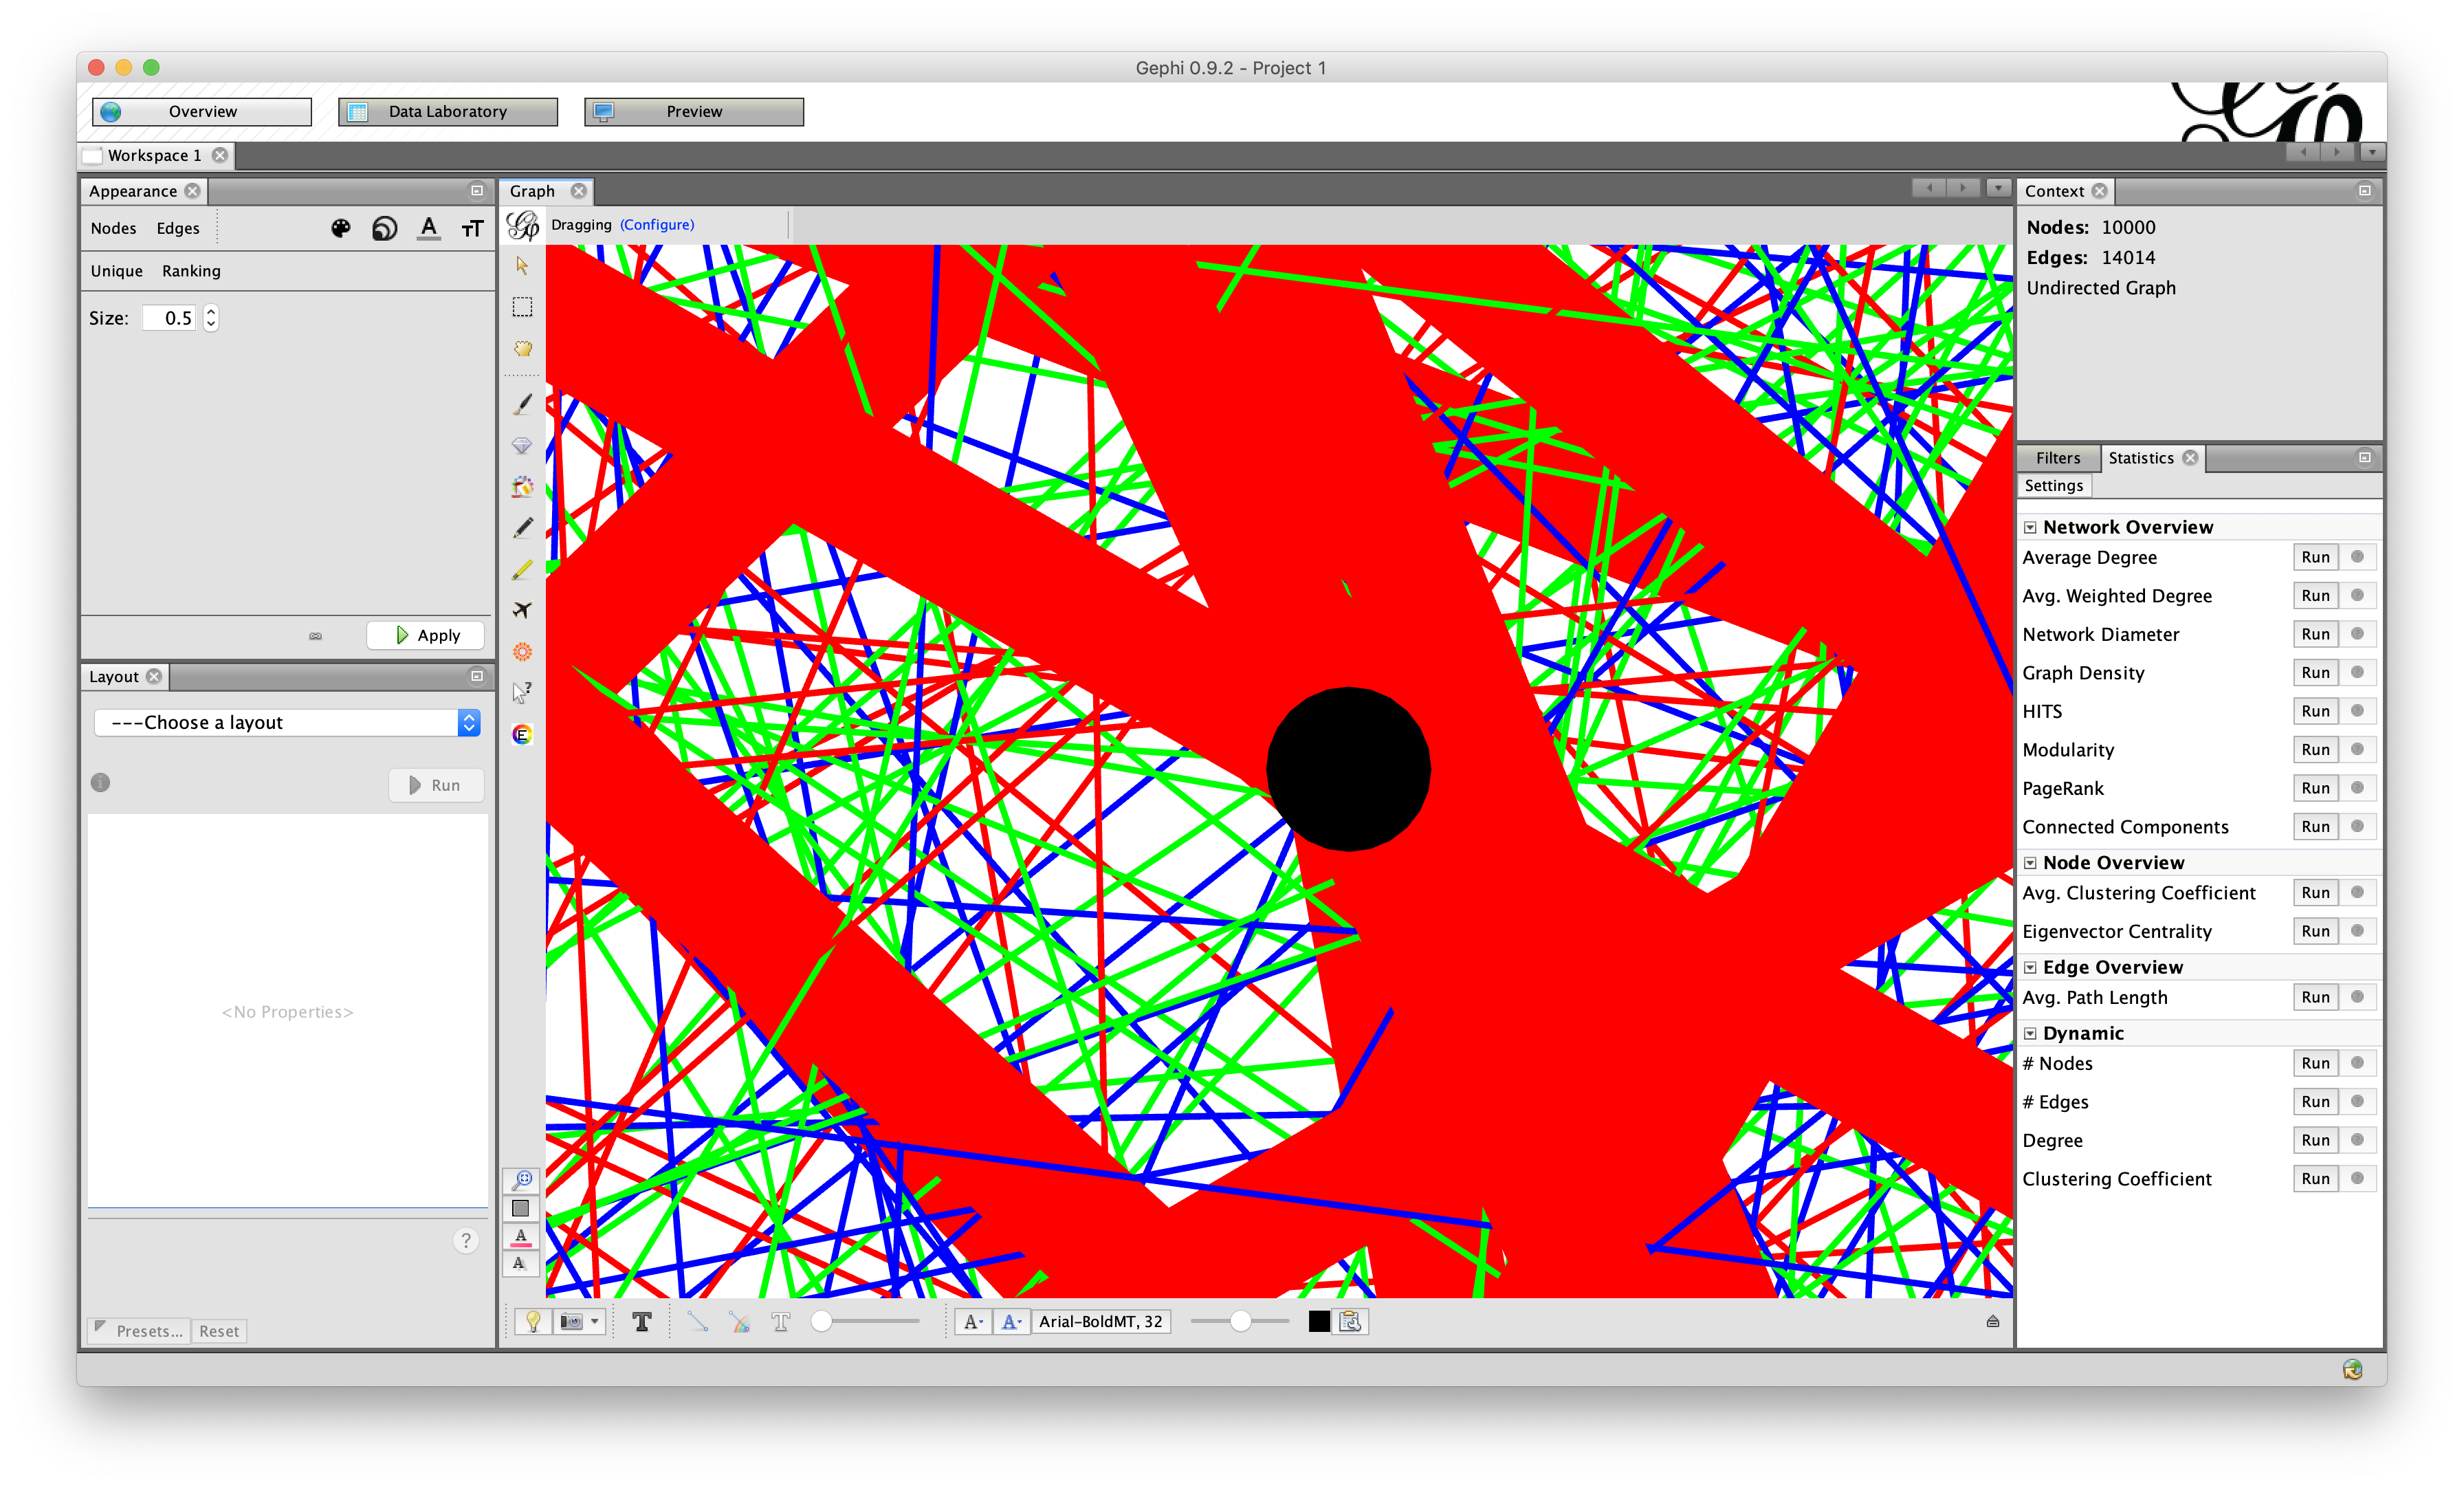 Gephi 0.9.2 - Project 1
Overview
Data Laboratory
Preview
Workspace 1
Appearance
Nodes Edges
Unique Ranking
Size: 0.5
Apply
Layout
---Choose a layout
Run
<No Properties>
?
Presets... Reset
Graph
Dragging (Configure)
Arial-BoldMT, 32
Context
Nodes: 10000
Edges: 14014
Undirected Graph
Filters Statistics
Settings
Network Overview
Average Degree Run
Avg. Weighted Degree Run
Network Diameter Run
Graph Density Run
HITS Run
Modularity Run
PageRank Run
Connected Components Run
Node Overview
Avg. Clustering Coefficient Run
Eigenvector Centrality Run
Edge Overview
Avg. Path Length Run
Dynamic
# Nodes Run
# Edges Run
Degree Run
Clustering Coefficient Run